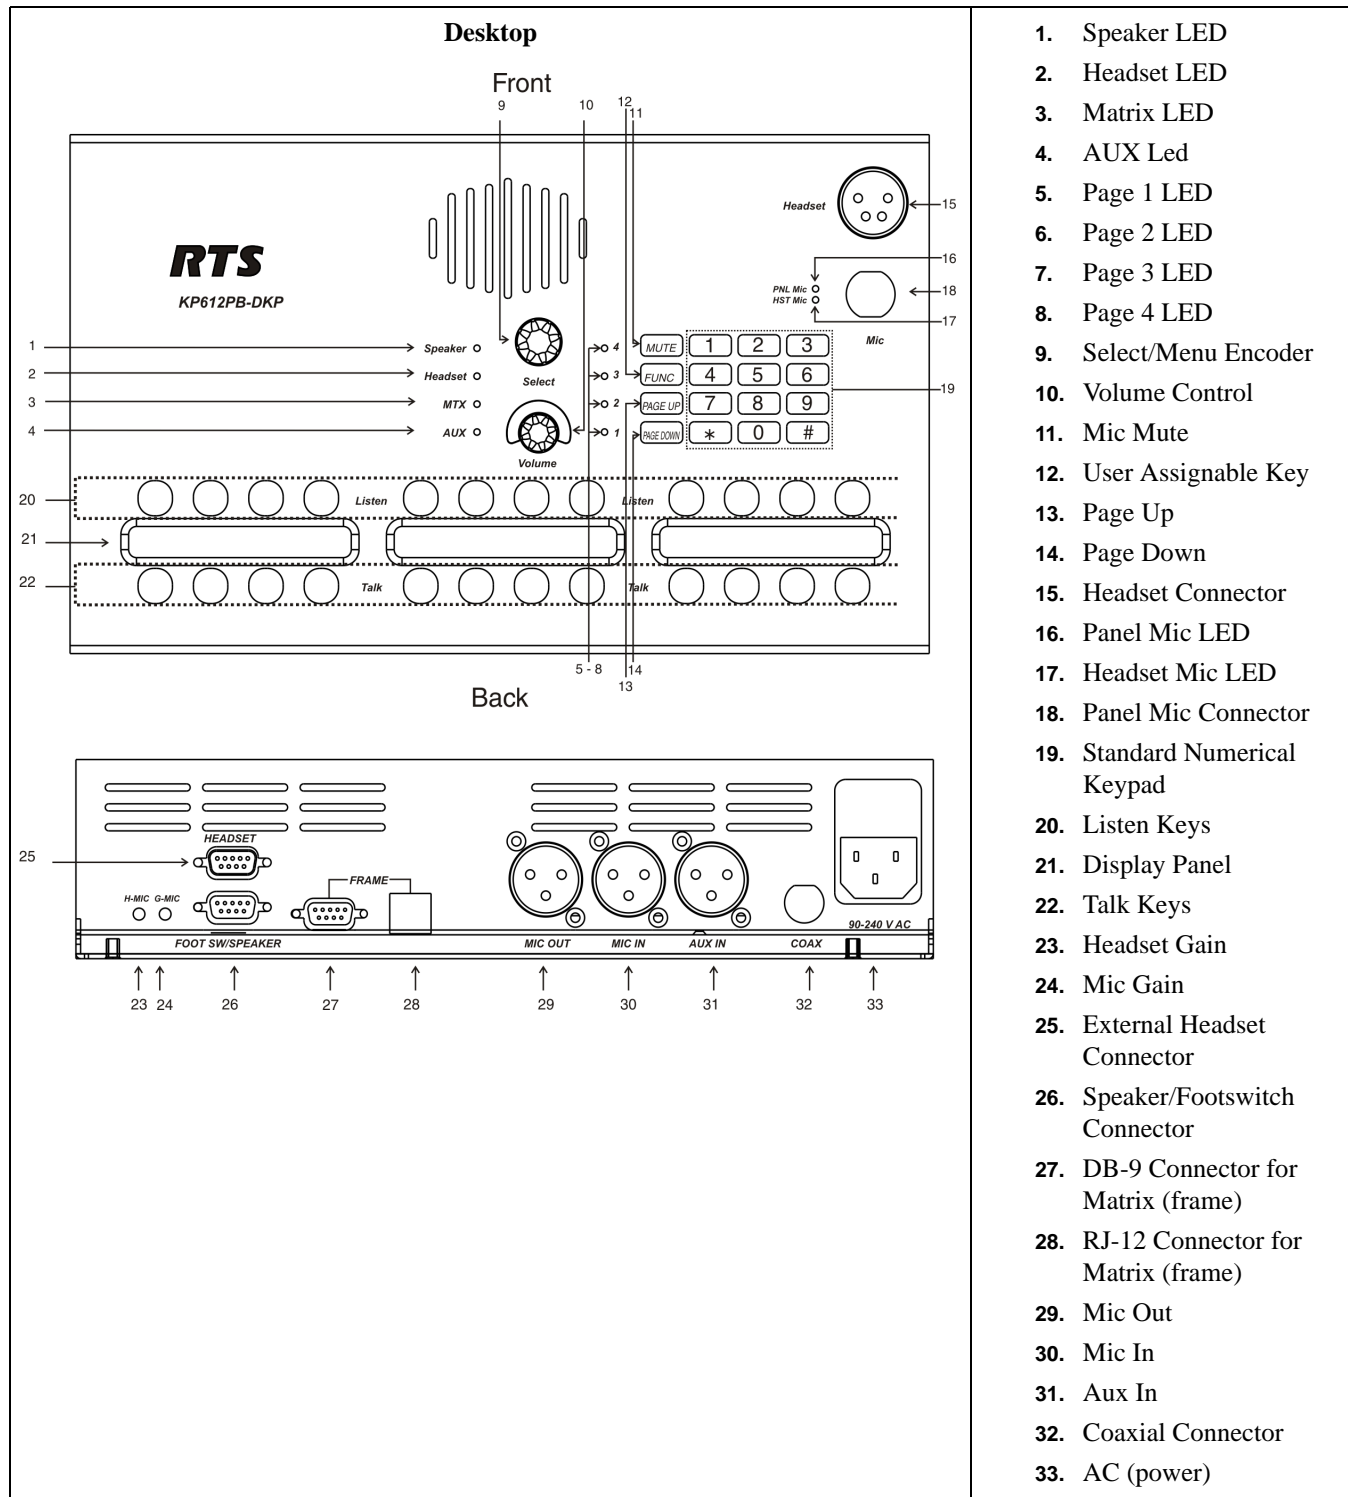 Desktop
Front
9 10 12 11
Headset 15
16
RTS
PNL Mic
HST Mic
18
KP612PB-DKP
17
Mic
1 Speaker 4 MUTE 1 2 3
2 Headset Select 3 FUNC 4 5 6 19
3 MTX 2 PAGE UP 7 8 9
4 AUX 1 PAGE DOWN * 0 #
Volume
20 Listen Listen
21
22 Talk Talk
5 - 8 14
13
Back
HEADSET
25
FRAME
H-MIC G-MIC
90-240 V AC
FOOT SW/SPEAKER MIC OUT MIC IN AUX IN COAX
23 24 26 27 28 29 30 31 32 33
1. Speaker LED
2. Headset LED
3. Matrix LED
4. AUX Led
5. Page 1 LED
6. Page 2 LED
7. Page 3 LED
8. Page 4 LED
9. Select/Menu Encoder
10. Volume Control
11. Mic Mute
12. User Assignable Key
13. Page Up
14. Page Down
15. Headset Connector
16. Panel Mic LED
17. Headset Mic LED
18. Panel Mic Connector
19. Standard Numerical
Keypad
20. Listen Keys
21. Display Panel
22. Talk Keys
23. Headset Gain
24. Mic Gain
25. External Headset
Connector
26. Speaker/Footswitch
Connector
27. DB-9 Connector for
Matrix (frame)
28. RJ-12 Connector for
Matrix (frame)
29. Mic Out
30. Mic In
31. Aux In
32. Coaxial Connector
33. AC (power)